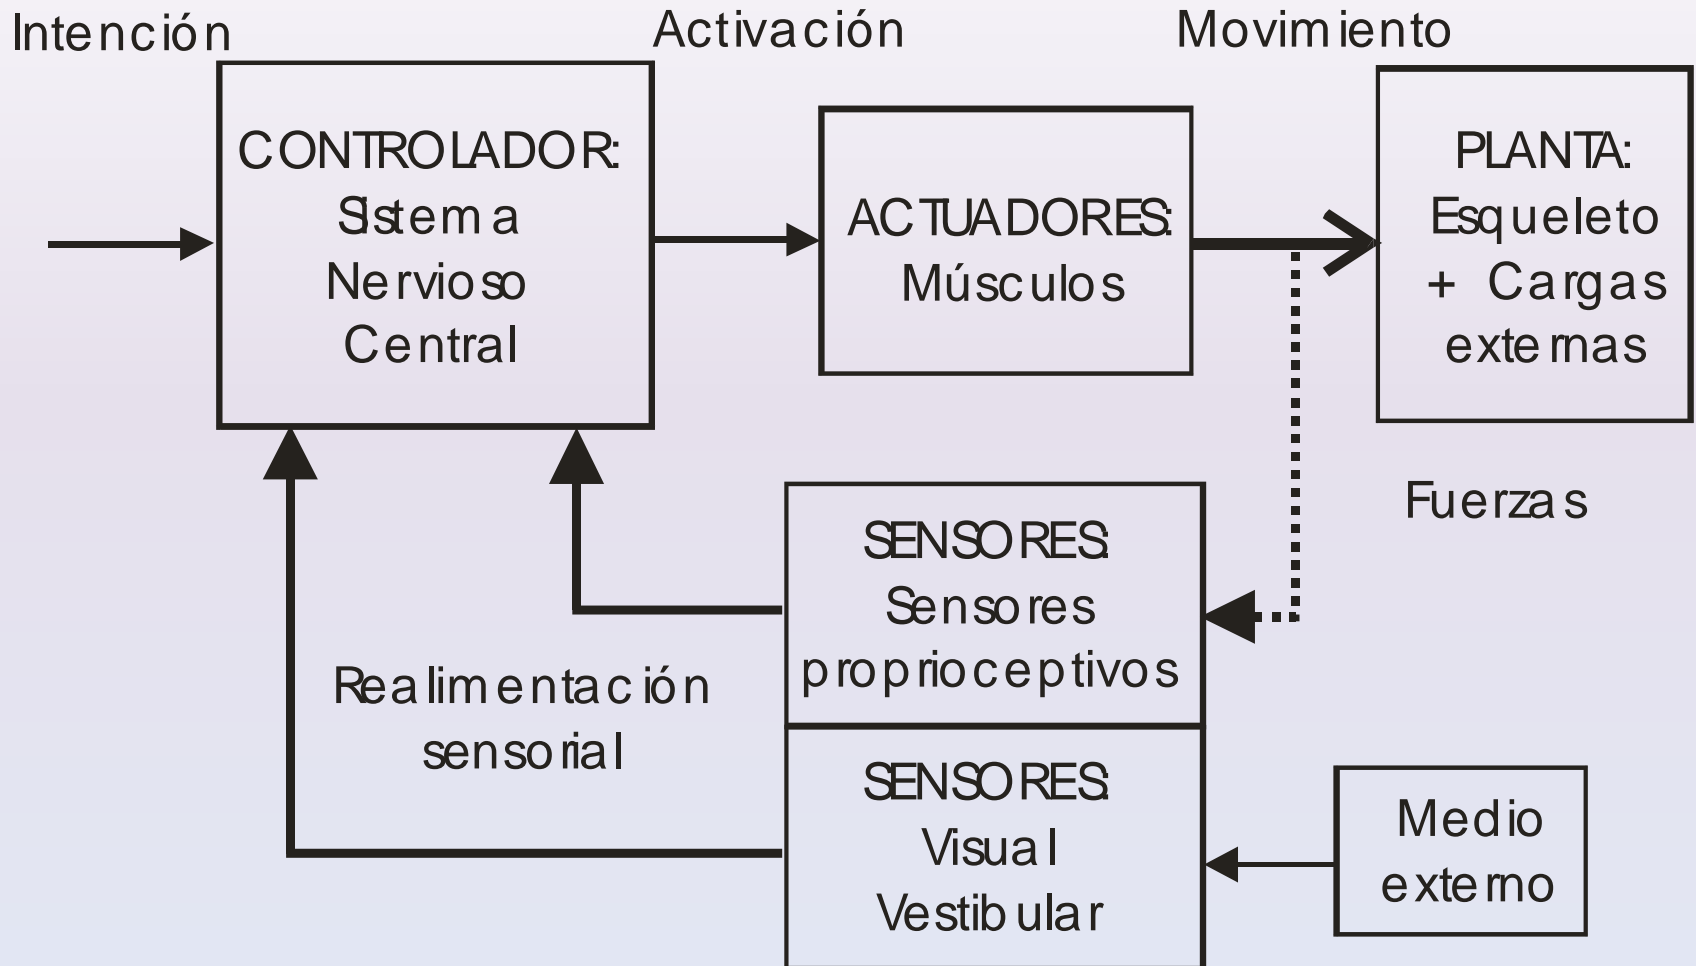 Intención
Activación
Movimiento
CONTROLADOR:
Sistema
Nervioso
Central
ACTUADORES:
Músculos
PLANTA:
Esqueleto
+ Cargas
externas
Fuerzas
SENSORES:
Sensores
proprioceptivos
Realimentación
sensorial
SENSORES:
Visual
Vestibular
Medio
externo